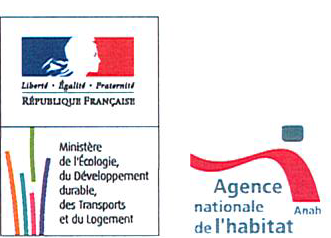 Liberté • Égalité • Fraternité
RÉPUBLIQUE FRANÇAISE
Ministère
de l'Écologie,
du Développement
durable,
des Transports
et du Logement
Agence
nationale
de l'habitat
Anah